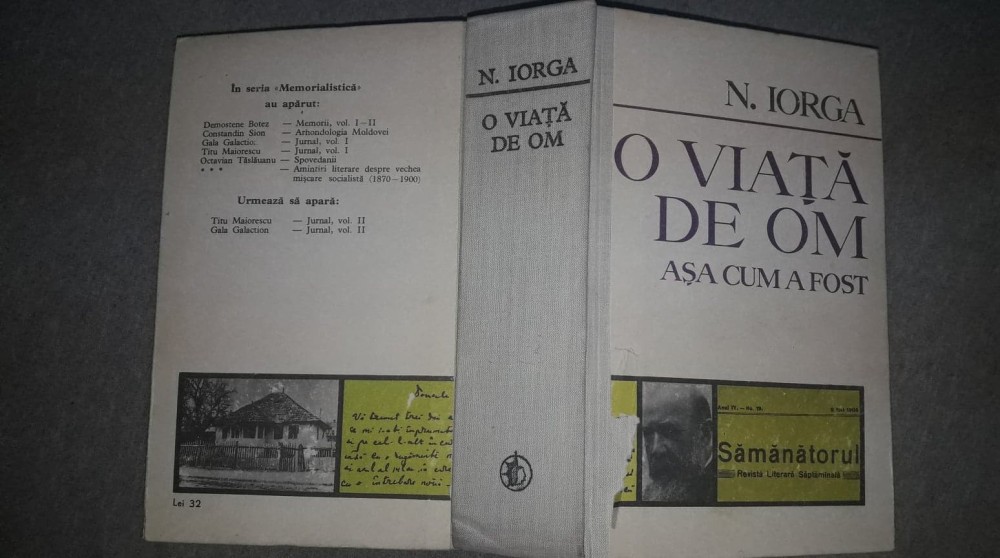 În seria «Memorialistică»
au apărut:
Demostene Botez — Memorii, vol. I—II
Constandin Sion — Arhondologia Moldovei
Gala Galaction — Jurnal, vol. I
Titu Maiorescu — Jurnal, vol. I
Octavian Tăslăuanu — Spovedanii
* * * — Amintiri literare despre vechea
mișcare socialistă (1870—1900)
Urmează să apară:
Titu Maiorescu — Jurnal, vol. II
Gala Galaction — Jurnal, vol. II
Lei 32
N. IORGA
O VIAȚĂ
DE OM
N. IORGA
O VIAȚĂ
DE OM
AȘA CUM A FOST
Sămănătorul
Revistă Literară Săptăminală